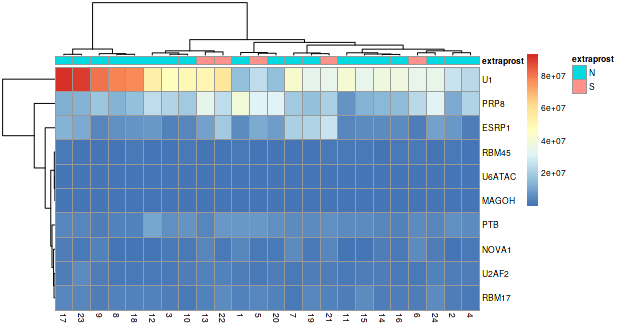 extraprost
U1
PRP8
ESRP1
RBM45
U6ATAC
MAGOH
PTB
NOVA1
U2AF2
RBM17
17 23 9 8 18 12 3 10 13 22 1 5 20 7 19 21 11 15 14 16 6 24 2 4
8e+07
6e+07
4e+07
2e+07
extraprost
N
S